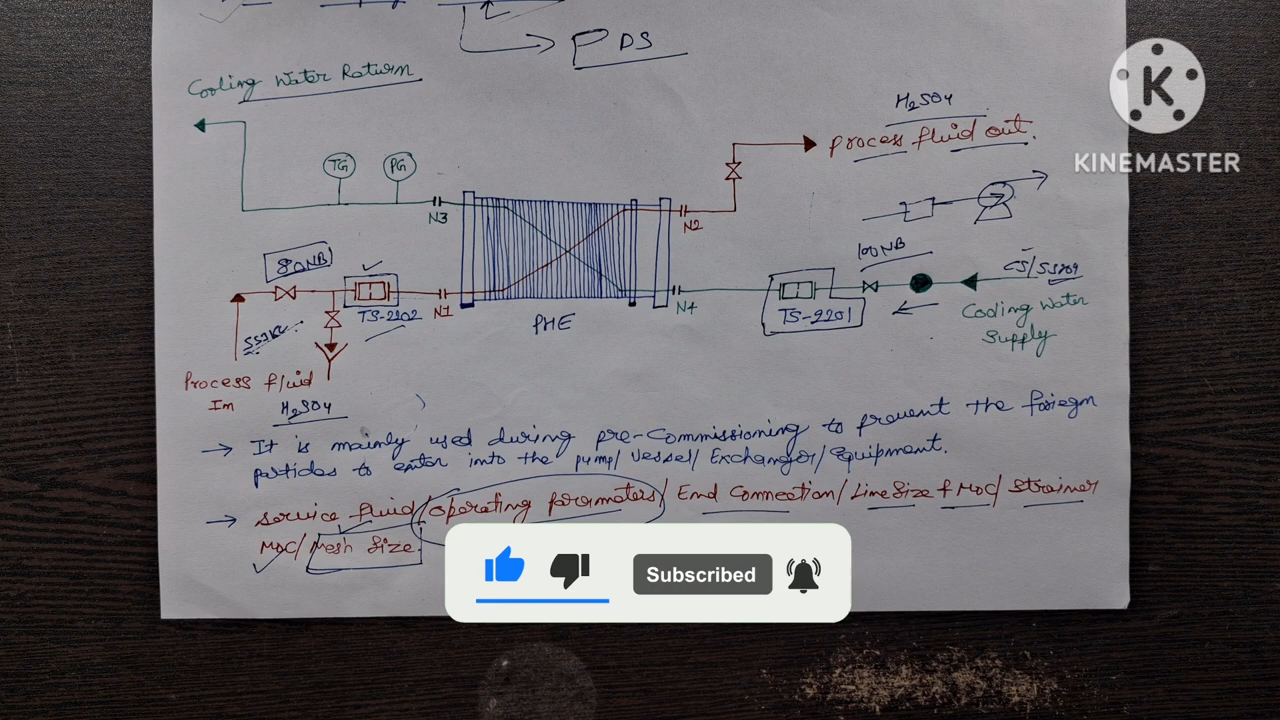 PDS
Cooling Water Raturn
H2SO4
Process fluid out.
K
KINEMASTER
TG
PG
N3
N2
80NB
100NB
CS/SS304
TS-2202
N1
PHE
N4
TS-2201
Cooding Water
Supply
SS316
Process fluid
In
H2SO4
→ It is mainly used during pre-Commissioning to prevent the foriegn
particles to enter into the pump/Vessel/Exchanger/Equipment.
→ Service fluid/operating parameters/End Connection/Line Size & MOC/Strainer
MOC/Mesh Size.
Subscribed